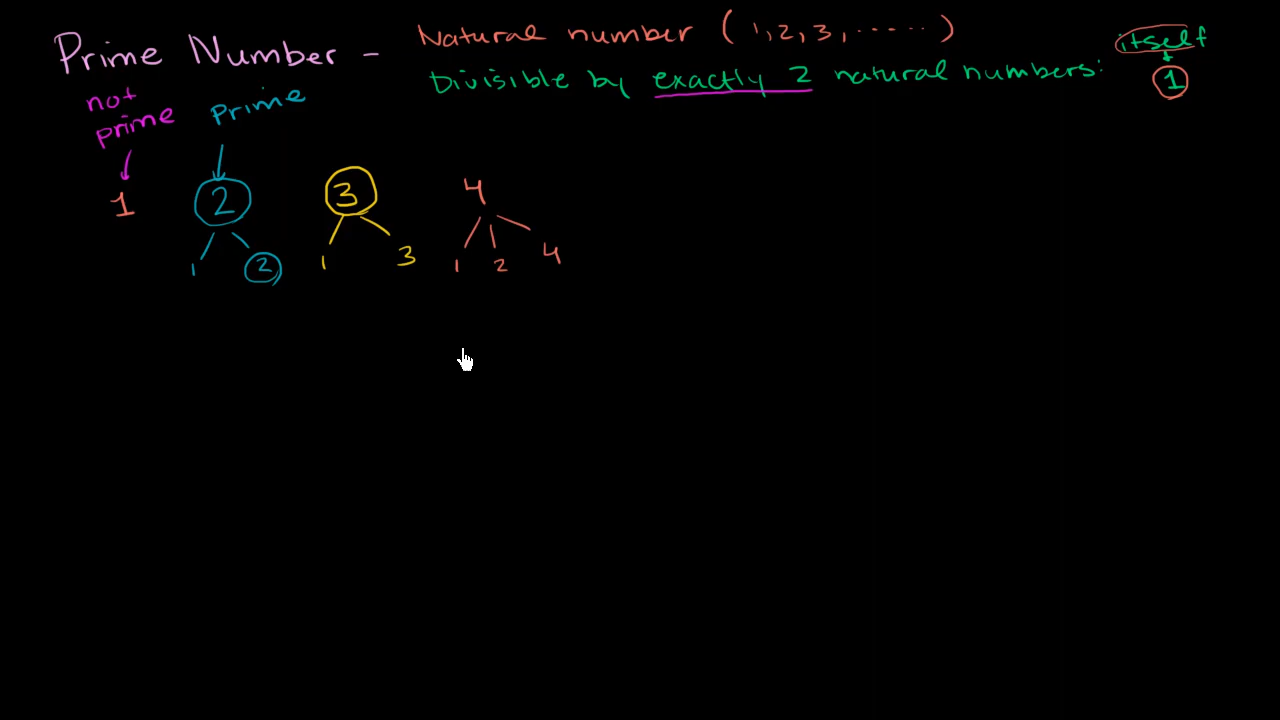 Prime Number - Natural number (1, 2, 3, ......)
Divisible by exactly 2 natural numbers: itself + 1
not prime
prime
1 2 3 4
1 2 1 3 1 2 4